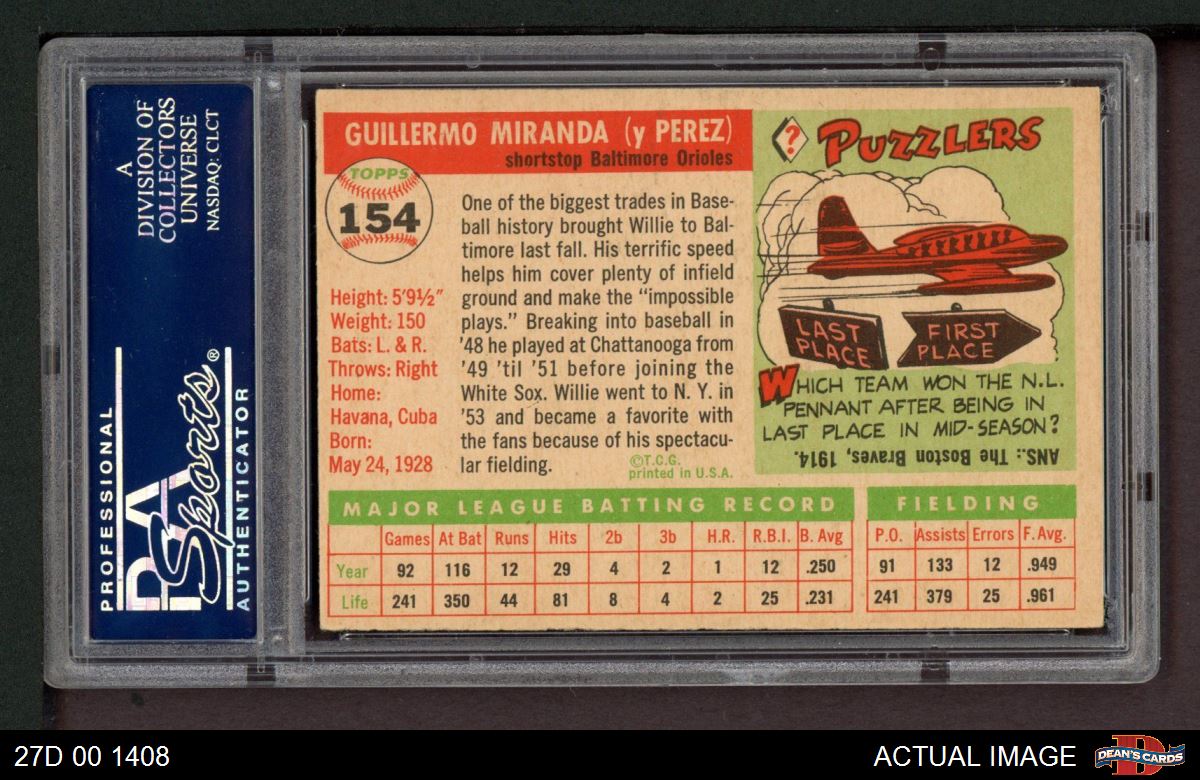 A
DIVISION OF
COLLECTORS
UNIVERSE
NASDAQ: CLCT
PROFESSIONAL
PSA
Sports®
AUTHENTICATOR
GUILLERMO MIRANDA (y PEREZ)
shortstop Baltimore Orioles
TOPPS
154
Height: 5'9½"
Weight: 150
Bats: L. & R.
Throws: Right
Home:
Havana, Cuba
Born:
May 24, 1928
One of the biggest trades in Base-
ball history brought Willie to Bal-
timore last fall. His terrific speed
helps him cover plenty of infield
ground and make the "impossible
plays." Breaking into baseball in
'48 he played at Chattanooga from
'49 'til '51 before joining the
White Sox. Willie went to N. Y. in
'53 and became a favorite with
the fans because of his spectacu-
lar fielding.
©T.C.G.
printed in U.S.A.
? PUZZLERS
LAST
PLACE
FIRST
PLACE
WHICH TEAM WON THE N.L.
PENNANT AFTER BEING IN
LAST PLACE IN MID-SEASON?
ANS.: The Boston Braves, 1914.
MAJOR LEAGUE BATTING RECORD FIELDING
Games At Bat Runs Hits 2b 3b H.R. R.B.I. B. Avg P.O. Assists Errors F. Avg.
Year 92 116 12 29 4 2 1 12 .250 91 133 12 .949
Life 241 350 44 81 8 4 2 25 .231 241 379 25 .961
27D 00 1408
ACTUAL IMAGE
DEAN'S CARDS